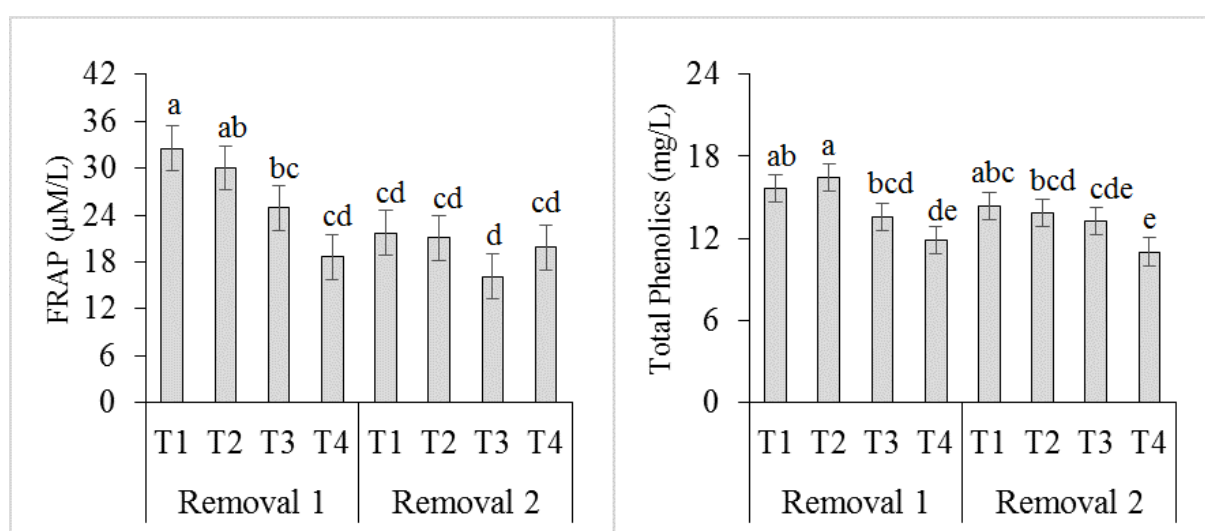 FRAP (µM/L)
42
36
30
24
18
12
6
0
a
ab
bc
cd
cd
cd
d
cd
T1 T2 T3 T4 T1 T2 T3 T4
Removal 1 Removal 2
Total Phenolics (mg/L)
24
18
12
6
0
ab
a
bcd
de
abc
bcd
cde
e
T1 T2 T3 T4 T1 T2 T3 T4
Removal 1 Removal 2